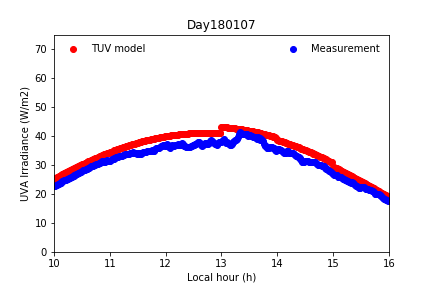 Day180107
TUV model
Measurement
UVA Irradiance (W/m2)
70
60
50
40
30
20
10
0
10 11 12 13 14 15 16
Local hour (h)